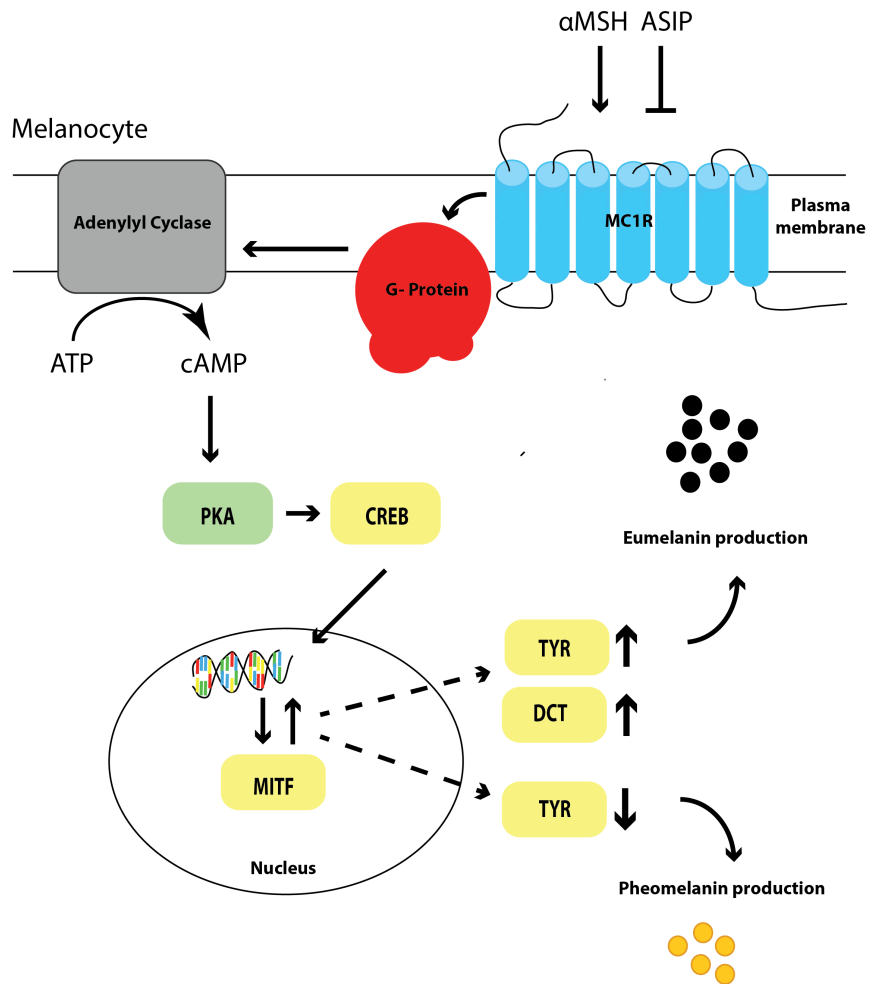 αMSH ASIP
Melanocyte
Adenylyl Cyclase
MC1R
Plasma
membrane
G- Protein
ATP
cAMP
PKA
CREB
Eumelanin production
TYR
DCT
MITF
TYR
Nucleus
Pheomelanin production